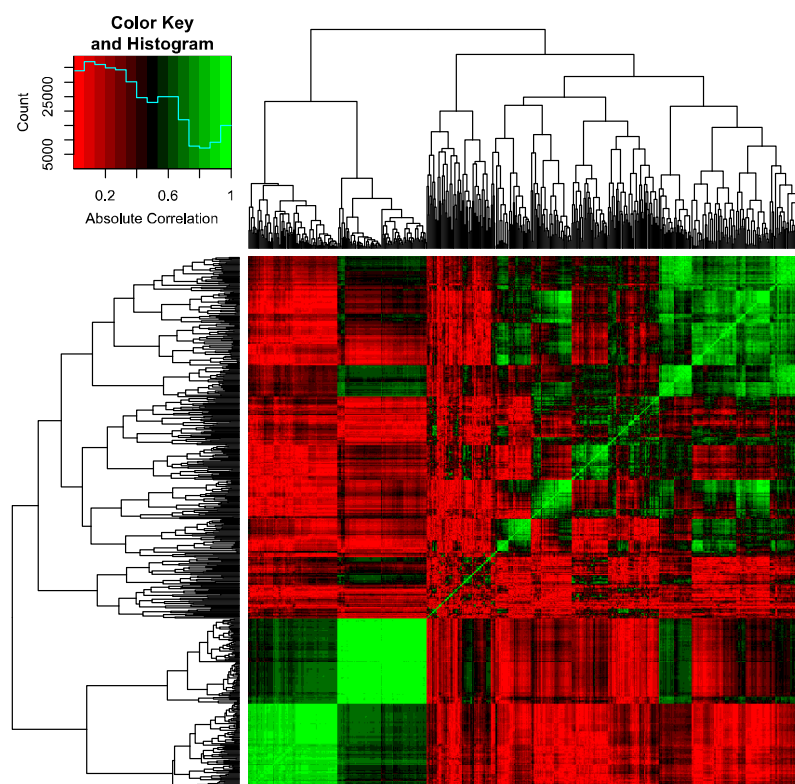 Color Key
and Histogram
Count
25000
5000
0.2
0.6
1
Absolute Correlation